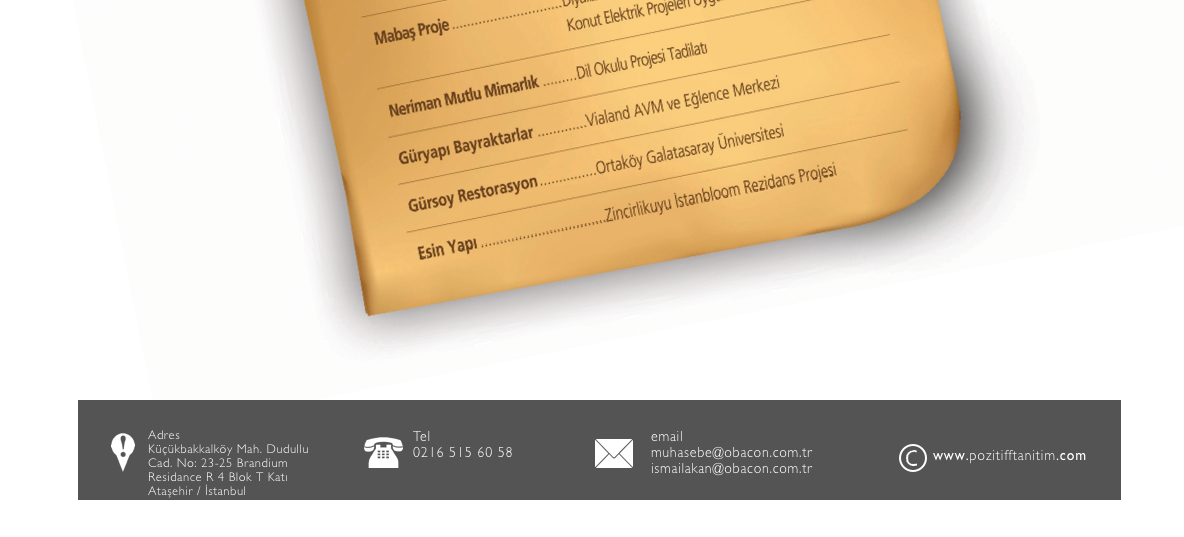 Mabaş Proje
Konut Elektrik Projeleri
Neriman Mutlu Mimarlık .........Dil Okulu Projesi Tadilatı
Güryapı Bayraktarlar ............Vialand AVM ve Eğlence Merkezi
Gürsoy Restorasyon..............Ortaköy Galatasaray Üniversitesi
Esin Yapı ...............................Zincirlikuyu İstanbloom Rezidans Projesi
Adres
Küçükbakkalköy Mah. Dudullu
Cad. No: 23-25 Brandium
Residance R 4 Blok T Katı
Ataşehir / İstanbul
Tel
0216 515 60 58
email
muhasebe@obacon.com.tr
ismailakan@obacon.com.tr
© www.pozitifftanitim.com